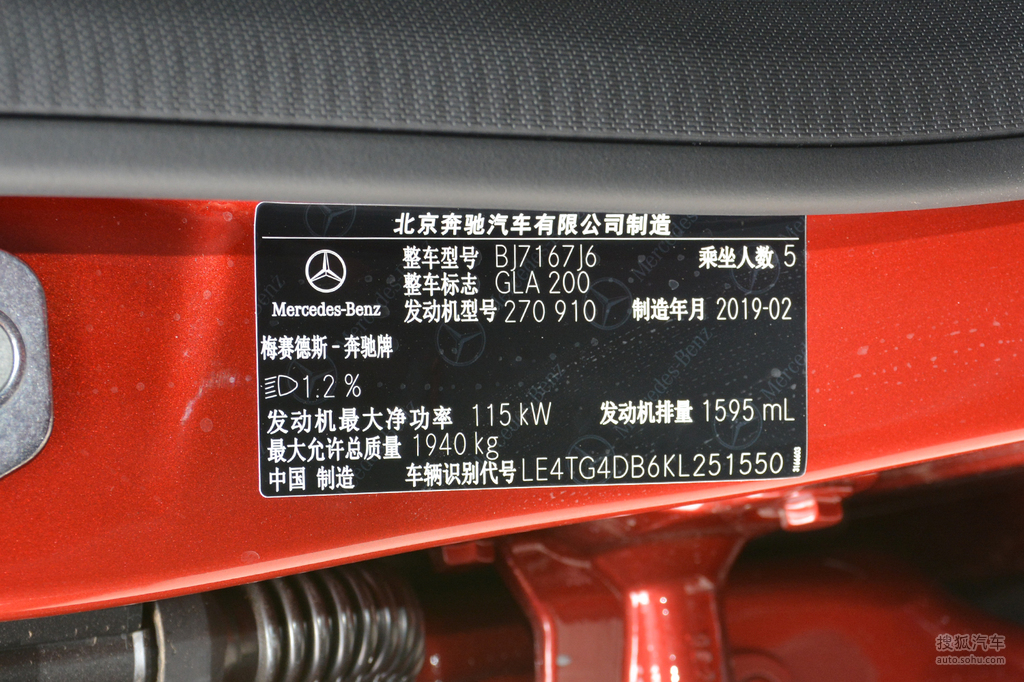 北京奔驰汽车有限公司制造
整车型号 BJ7167J6 乘坐人数 5
整车标志 GLA 200
Mercedes-Benz 发动机型号 270 910 制造年月 2019-02
梅赛德斯-奔驰牌
1.2 %
发动机最大净功率 115 kW 发动机排量 1595 mL
最大允许总质量 1940 kg
中国 制造 车辆识别代号 LE4TG4DB6KL251550
搜狐汽车
auto.sohu.com